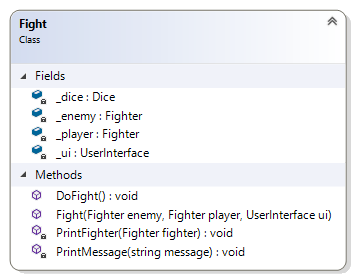 Fight
Class
Fields
_dice : Dice
_enemy : Fighter
_player : Fighter
_ui : UserInterface
Methods
DoFight() : void
Fight(Fighter enemy, Fighter player, UserInterface ui)
PrintFighter(Fighter fighter) : void
PrintMessage(string message) : void